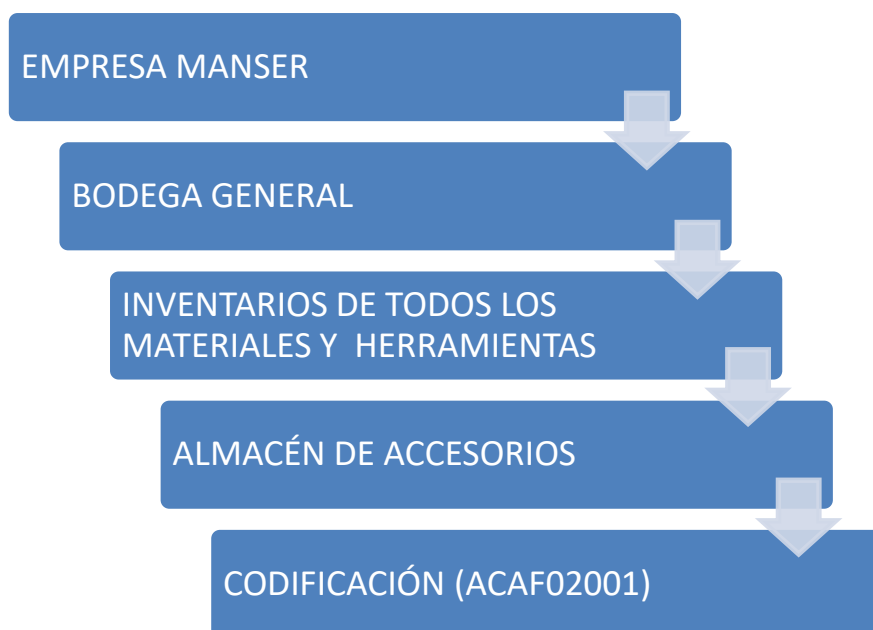 EMPRESA MANSER
BODEGA GENERAL
INVENTARIOS DE TODOS LOS
MATERIALES Y HERRAMIENTAS
ALMACÉN DE ACCESORIOS
CODIFICACIÓN (ACAF02001)